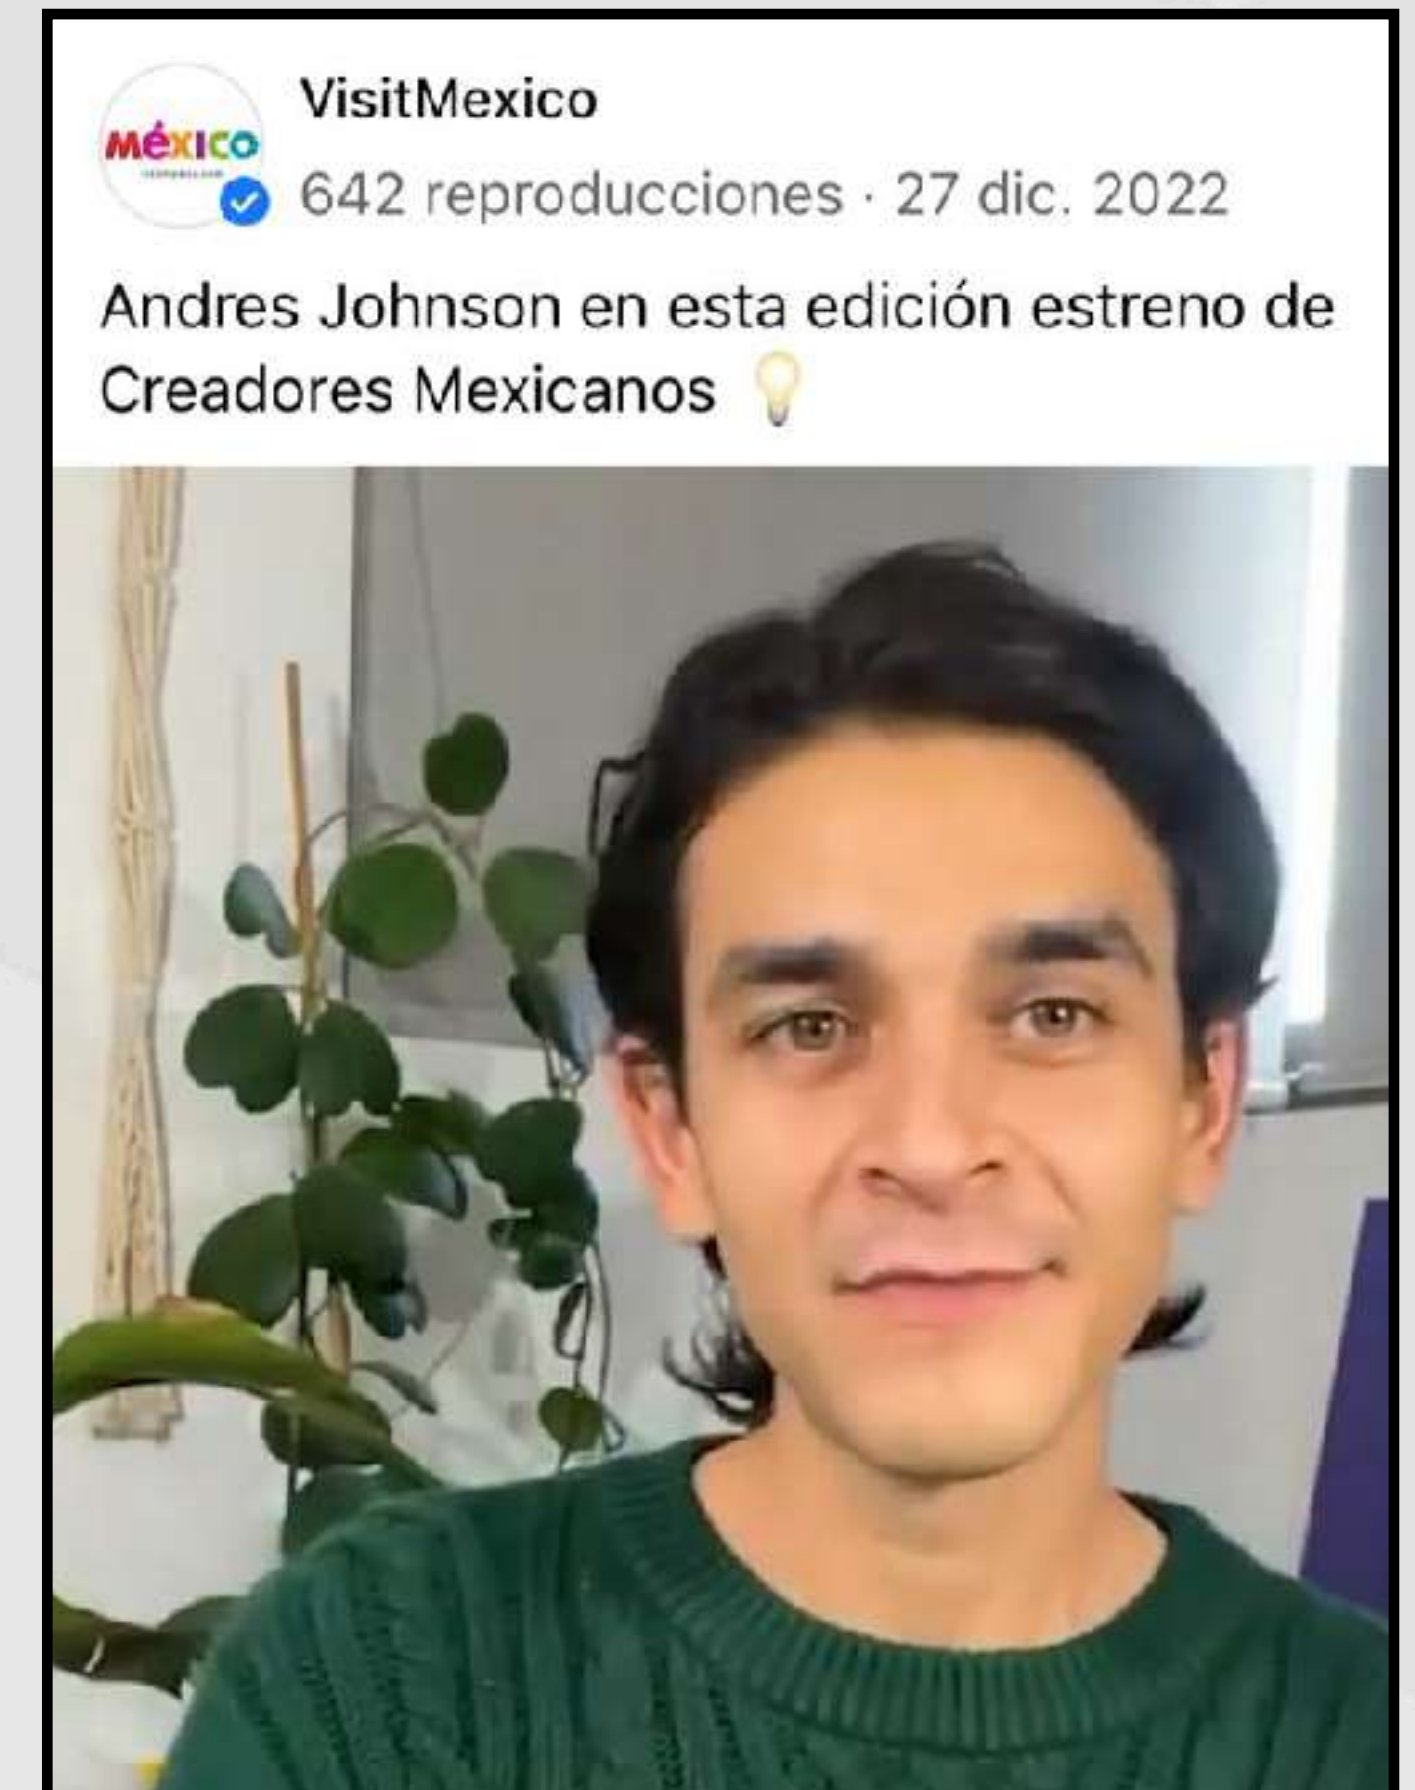 VisitMexico
MéXICO
642 reproducciones · 27 dic. 2022
Andres Johnson en esta edición estreno de
Creadores Mexicanos 💡